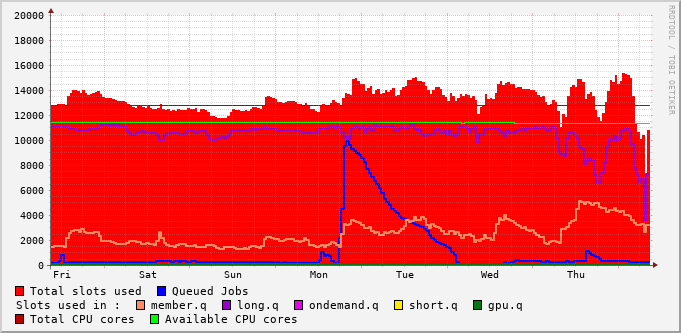 20000
18000
16000
14000
12000
10000
8000
6000
4000
2000
0
Fri Sat Sun Mon Tue Wed Thu
RRDTOOL / TOBI OETIKER
Total slots used Queued Jobs
Slots used in : member.q long.q ondemand.q short.q gpu.q
Total CPU cores Available CPU cores